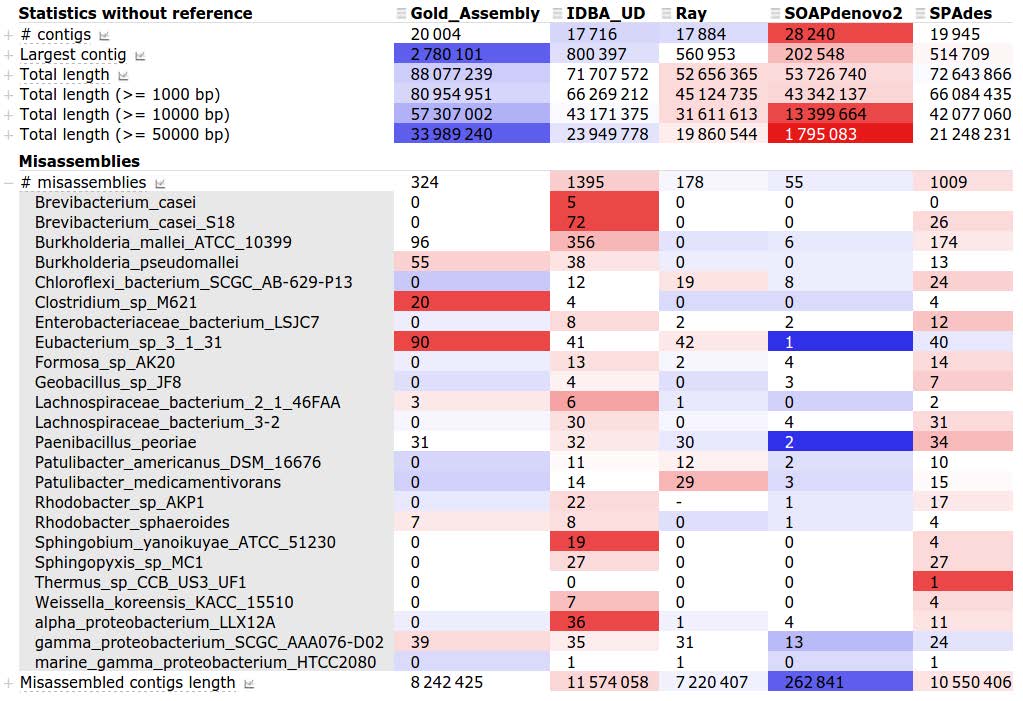 Statistics without reference Gold_Assembly IDBA_UD Ray SOAPdenovo2 SPAdes
# contigs 20 004 17 716 17 884 28 240 19 945
Largest contig 2 780 101 800 397 560 953 202 548 514 709
Total length 88 077 239 71 707 572 52 656 365 53 726 740 72 643 866
Total length (>= 1000 bp) 80 954 951 66 269 212 45 124 735 43 342 137 66 084 435
Total length (>= 10000 bp) 57 307 002 43 171 375 31 611 613 13 399 664 42 077 060
Total length (>= 50000 bp) 33 989 240 23 949 778 19 860 544 1 795 083 21 248 231
Misassemblies
# misassemblies 324 1395 178 55 1009
Brevibacterium_casei 0 5 0 0 0
Brevibacterium_casei_S18 0 72 0 0 26
Burkholderia_mallei_ATCC_10399 96 356 0 6 174
Burkholderia_pseudomallei 55 38 0 0 13
Chloroflexi_bacterium_SCGC_AB-629-P13 0 12 19 8 24
Clostridium_sp_M621 20 4 0 0 4
Enterobacteriaceae_bacterium_LSJC7 0 8 2 2 12
Eubacterium_sp_3_1_31 90 41 42 1 40
Formosa_sp_AK20 0 13 2 4 14
Geobacillus_sp_JF8 0 4 0 3 7
Lachnospiraceae_bacterium_2_1_46FAA 3 6 1 0 2
Lachnospiraceae_bacterium_3-2 0 30 0 4 31
Paenibacillus_peoriae 31 32 30 2 34
Patulibacter_americanus_DSM_16676 0 11 12 2 10
Patulibacter_medicamentivorans 0 14 29 3 15
Rhodobacter_sp_AKP1 0 22 - 1 17
Rhodobacter_sphaeroides 7 8 0 1 4
Sphingobium_yanoikuyae_ATCC_51230 0 19 0 0 4
Sphingopyxis_sp_MC1 0 27 0 0 27
Thermus_sp_CCB_US3_UF1 0 0 0 0 1
Weissella_koreensis_KACC_15510 0 7 0 0 4
alpha_proteobacterium_LLX12A 0 36 1 4 11
gamma_proteobacterium_SCGC_AAA076-D02 39 35 31 13 24
marine_gamma_proteobacterium_HTCC2080 0 1 1 0 1
Misassembled contigs length 8 242 425 11 574 058 7 220 407 262 841 10 550 406